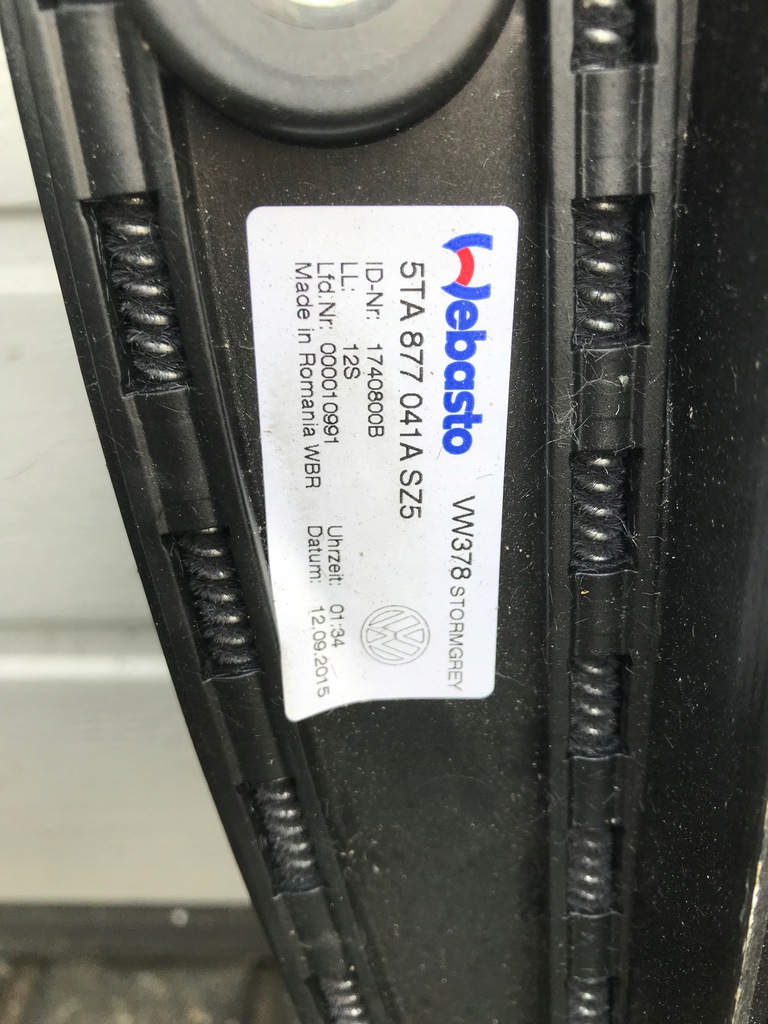 Webasto
VW378 STORMGREY
5TA 877 041A SZ5
ID-Nr: 1740800B
LL: 12S
Lfd.Nr: 000010991 Uhrzeit: 01:34
Made in Romania WBR Datum: 12.09.2015